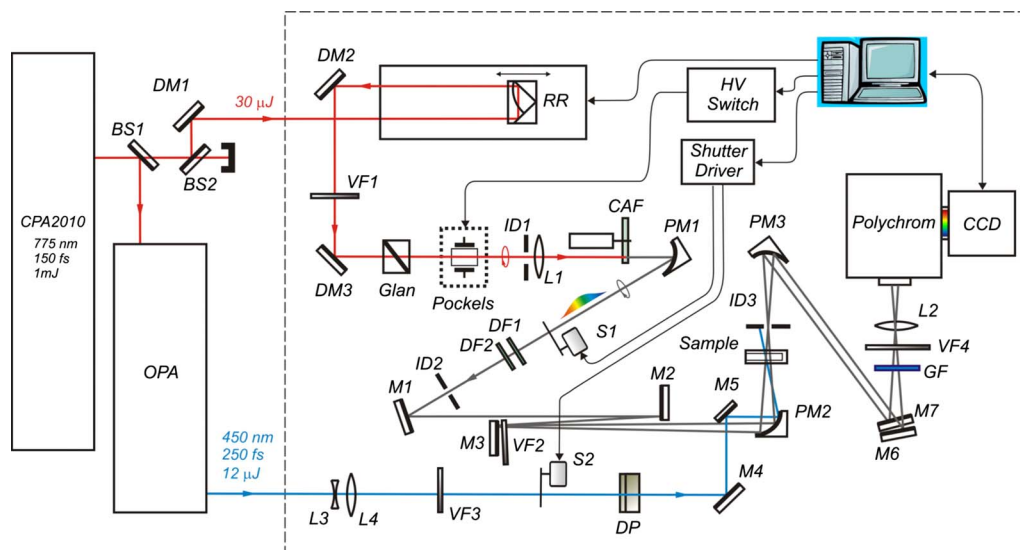 DM2
DM1
30 µJ
RR
HV
Switch
BS1
BS2
Shutter
Driver
VF1
CPA2010
775 nm
150 fs
1mJ
CAF
PM1
ID1
Polychrom
CCD
PM3
DM3
Glan
Pockels
L1
DF1
DF2
S1
ID3
L2
Sample
VF4
GF
OPA
ID2
M1
M2
M5
PM2
M7
M3
VF2
M6
450 nm
250 fs
12 µJ
S2
M4
L3
L4
VF3
DP